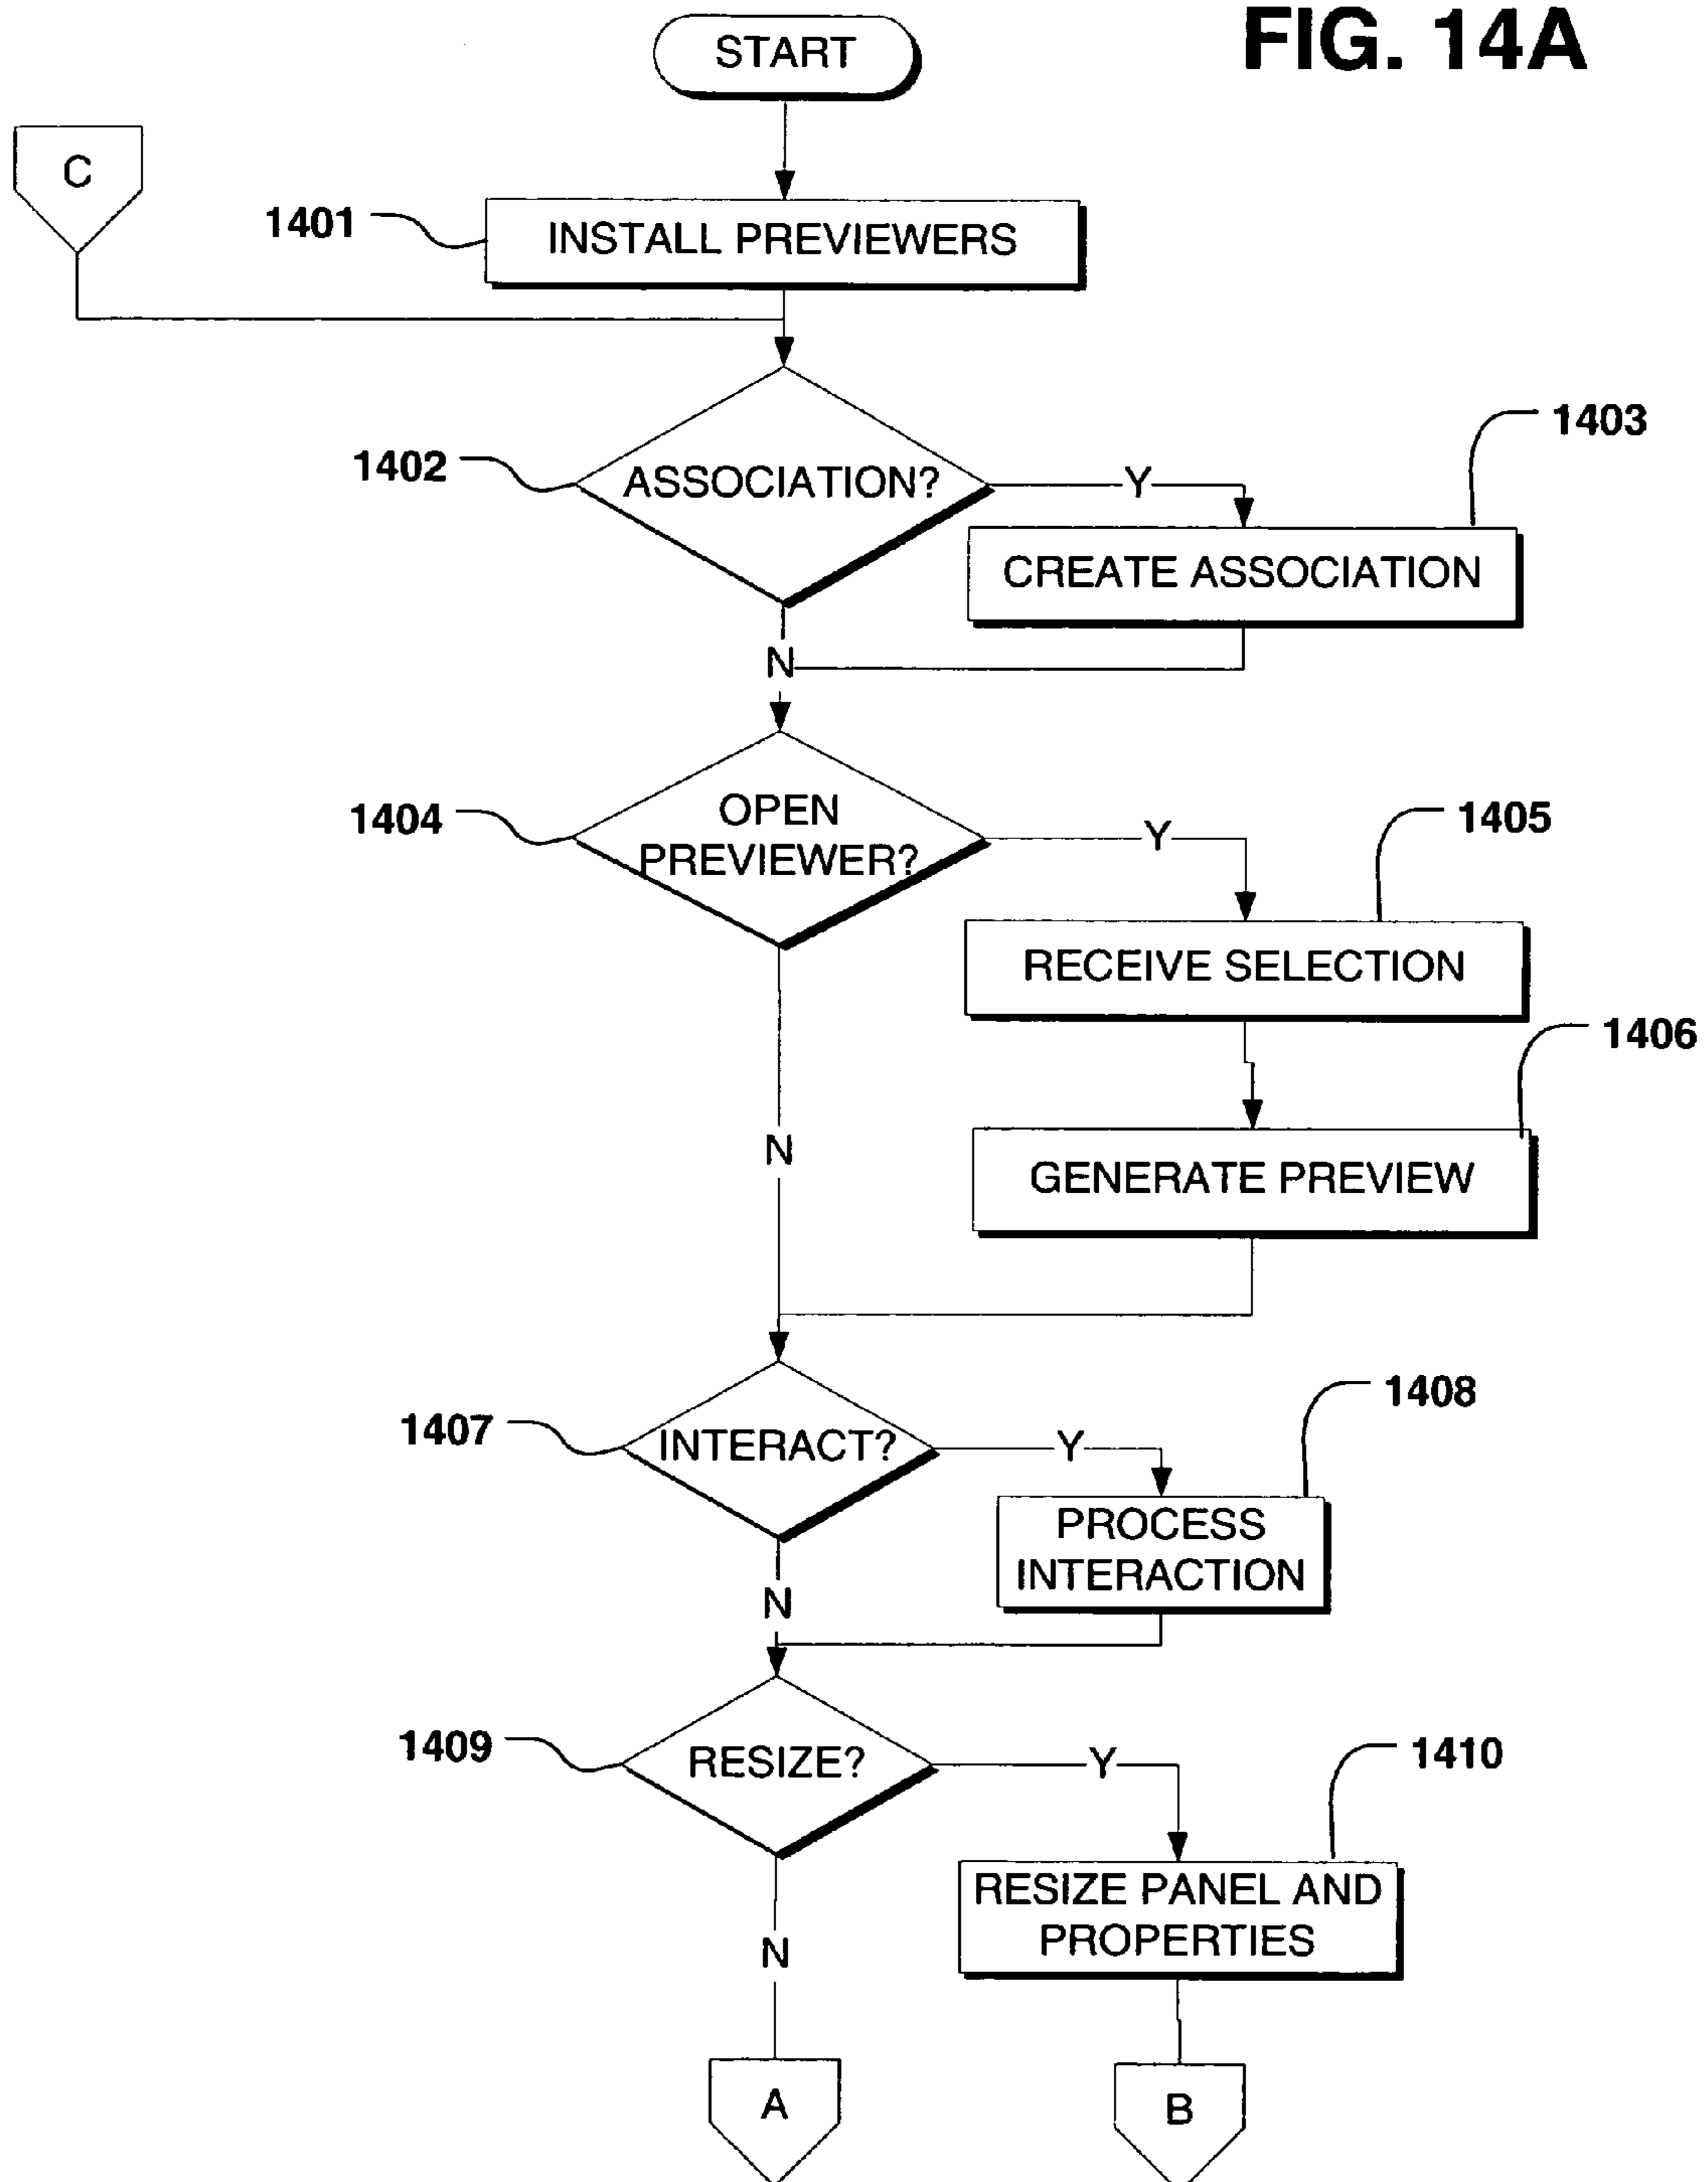 FIG. 14A
START
C
1401
INSTALL PREVIEWERS
1402
ASSOCIATION?
Y
1403
CREATE ASSOCIATION
N
1404
OPEN
PREVIEWER?
Y
1405
RECEIVE SELECTION
1406
GENERATE PREVIEW
N
1407
INTERACT?
Y
1408
PROCESS
INTERACTION
N
1409
RESIZE?
Y
1410
RESIZE PANEL AND
PROPERTIES
N
A
B